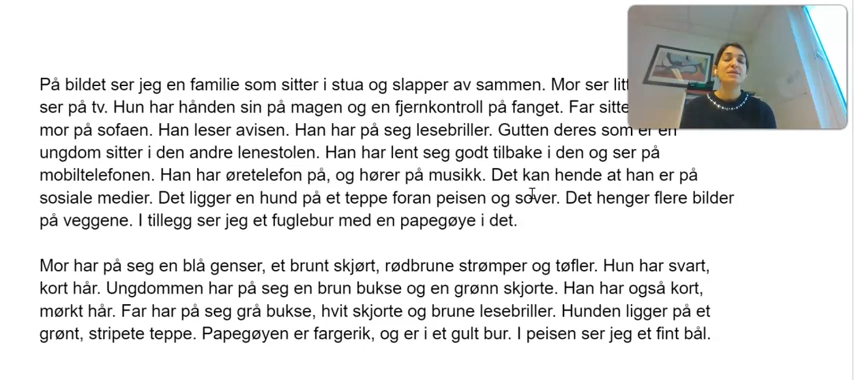 På bildet ser jeg en familie som sitter i stua og slapper av sammen. Mor ser
ser på tv. Hun har hånden sin på magen og en fjernkontroll på fanget. Far
mor på sofaen. Han leser avisen. Han har på seg lesebriller. Gutten deres som er en
ungdom sitter i den andre lenestolen. Han har lent seg godt tilbake i den og ser på
mobiltelefonen. Han har øretelefon på, og hører på musikk. Det kan hende at han er på
sosiale medier. Det ligger en hund på et teppe foran peisen og sover. Det henger flere bilder
på veggene. I tillegg ser jeg et fuglebur med en papegøye i det.
Mor har på seg en blå genser, et brunt skjørt, rødbrune strømper og tøfler. Hun har svart,
kort hår. Ungdommen har på seg en brun bukse og en grønn skjorte. Han har også kort,
mørkt hår. Far har på seg grå bukse, hvit skjorte og brune lesebriller. Hunden ligger på et
grønt, stripete teppe. Papegøyen er fargerik, og er i et gult bur. I peisen ser jeg et fint bål.